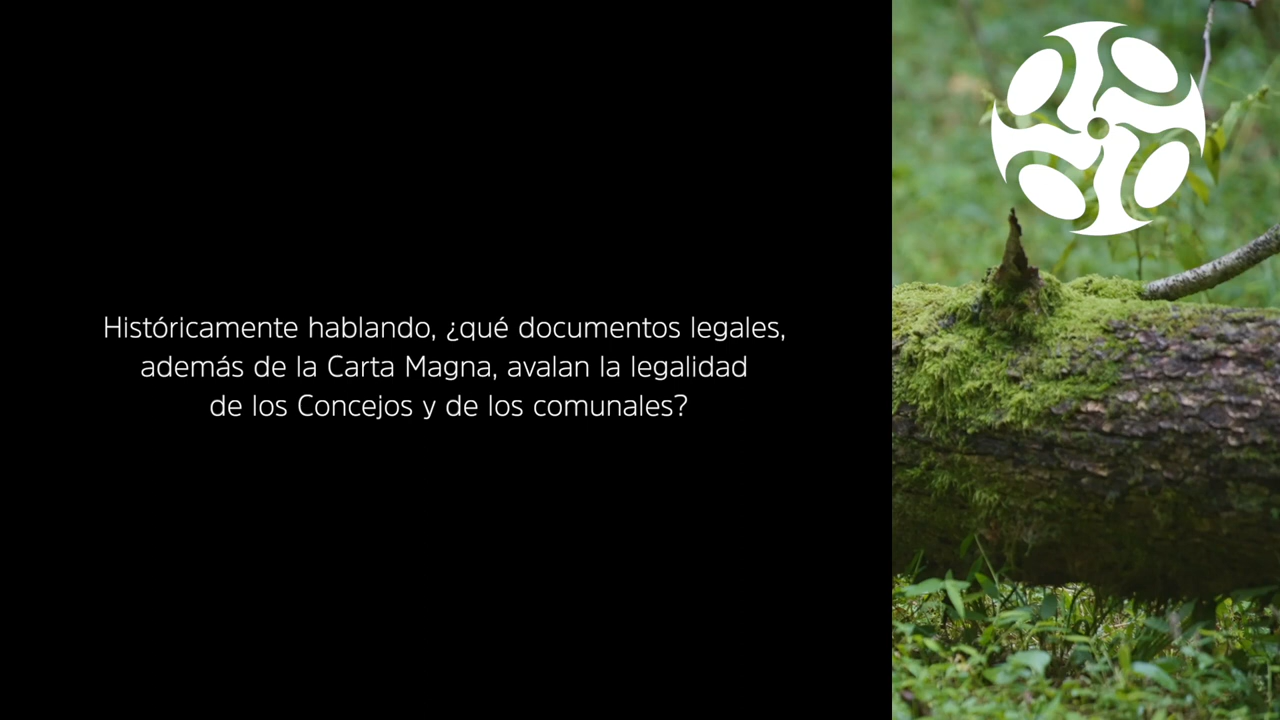 Históricamente hablando, ¿qué documentos legales,
además de la Carta Magna, avalan la legalidad
de los Concejos y de los comunales?